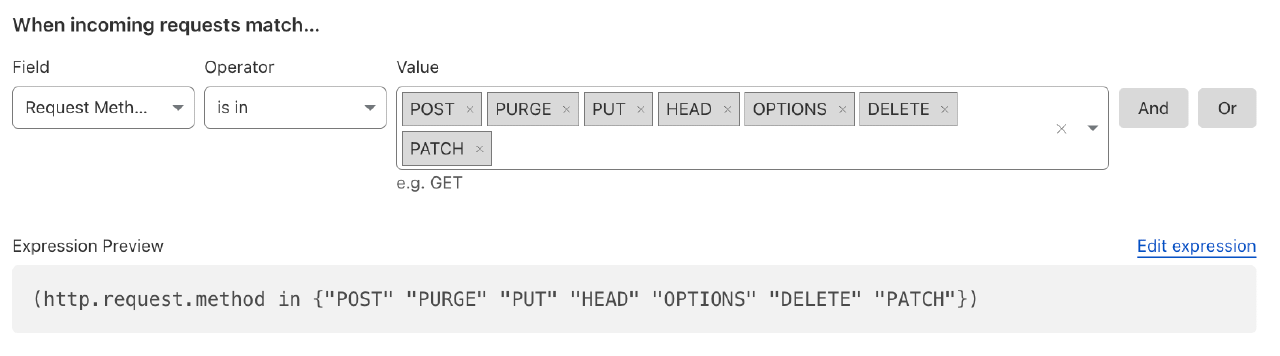 When incoming requests match...
Field Operator Value
Request Meth... is in POST × PURGE × PUT × HEAD × OPTIONS × DELETE × And Or
PATCH ×
e.g. GET
Expression Preview Edit expression
(http.request.method in {"POST" "PURGE" "PUT" "HEAD" "OPTIONS" "DELETE" "PATCH"})